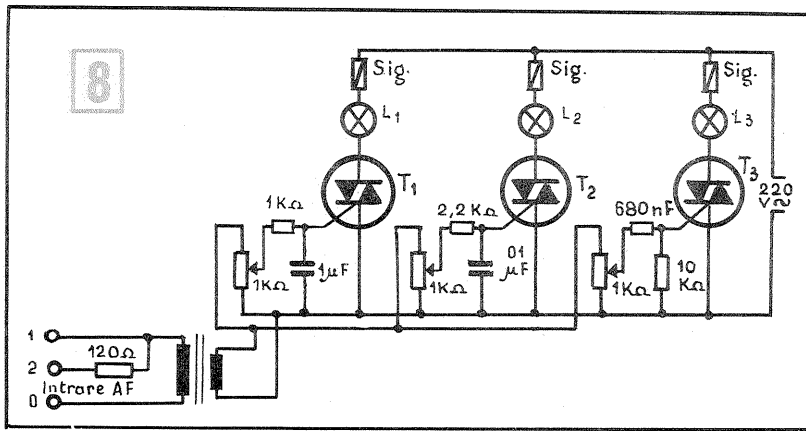 8
Sig.
Sig.
Sig.
L1
L2
L3
T1
T2
T3
220
V≈
1KΩ
2,2 KΩ
680 nF
1KΩ
1µF
1KΩ
01
µF
1KΩ
10
KΩ
1
120Ω
2
Intrare AF
0